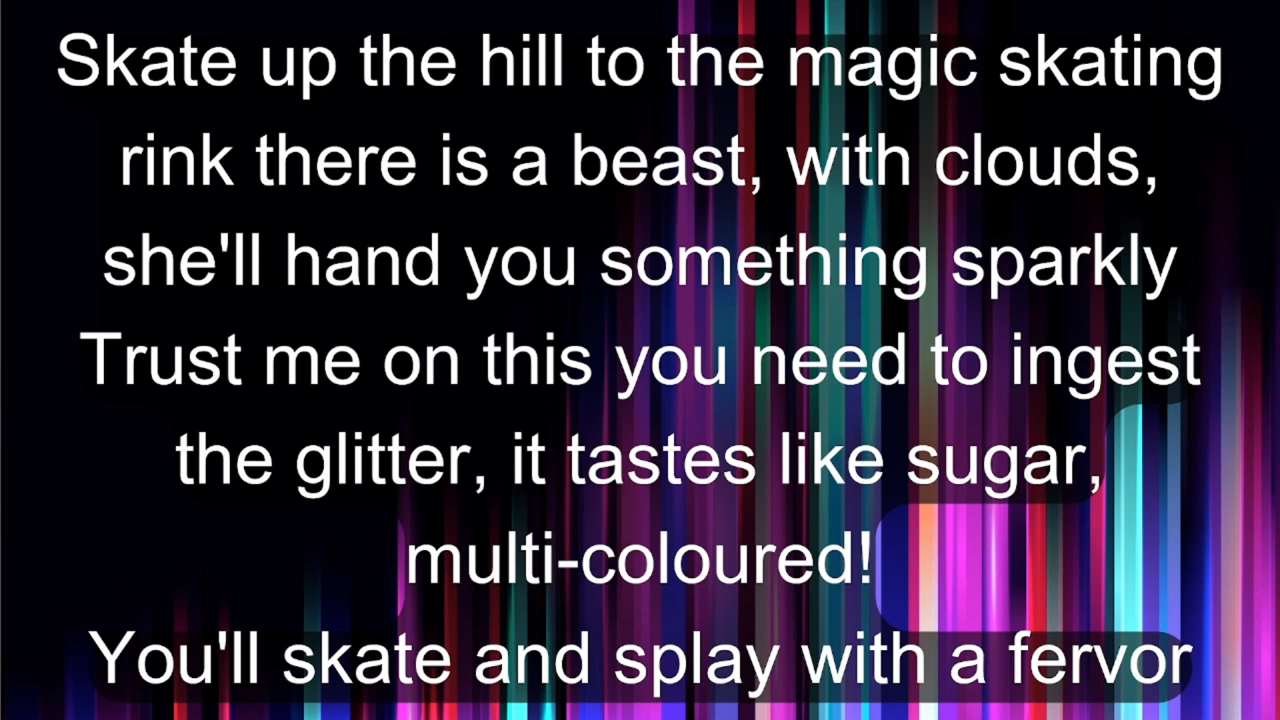 Skate up the hill to the magic skating
rink there is a beast, with clouds,
she'll hand you something sparkly
Trust me on this you need to ingest
the glitter, it tastes like sugar,
multi-coloured!
You'll skate and splay with a fervor